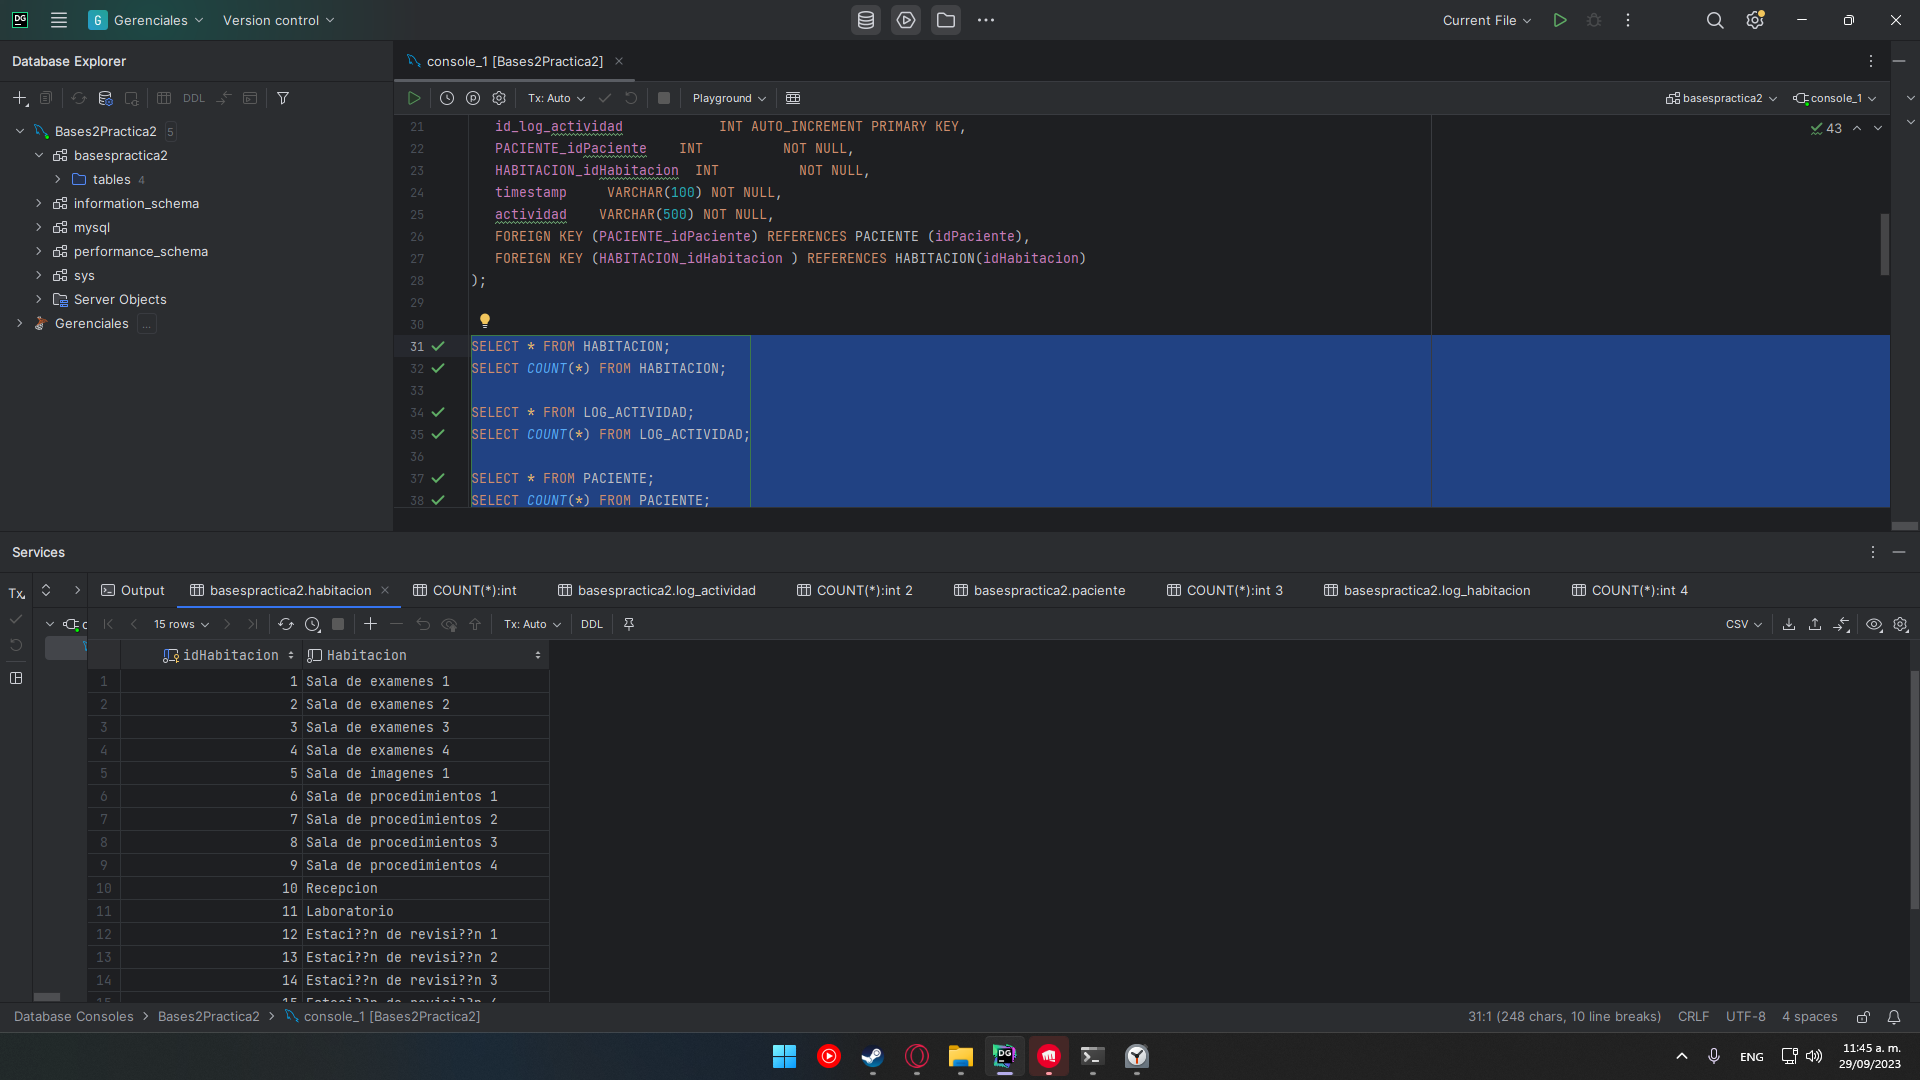 DG
G Gerenciales
Version control
Current File
Database Explorer
console_1 [Bases2Practica2]
DDL
Tx: Auto
Playground
basespractica2
console_1
Bases2Practica2 5
basespractica2
tables 4
information_schema
mysql
performance_schema
sys
Server Objects
Gerenciales ...
43
21 id_log_actividad INT AUTO_INCREMENT PRIMARY KEY,
22 PACIENTE_idPaciente INT NOT NULL,
23 HABITACION_idHabitacion INT NOT NULL,
24 timestamp VARCHAR(100) NOT NULL,
25 actividad VARCHAR(500) NOT NULL,
26 FOREIGN KEY (PACIENTE_idPaciente) REFERENCES PACIENTE (idPaciente),
27 FOREIGN KEY (HABITACION_idHabitacion ) REFERENCES HABITACION(idHabitacion)
28 );
29
30
31 SELECT * FROM HABITACION;
32 SELECT COUNT(*) FROM HABITACION;
33
34 SELECT * FROM LOG_ACTIVIDAD;
35 SELECT COUNT(*) FROM LOG_ACTIVIDAD;
36
37 SELECT * FROM PACIENTE;
38 SELECT COUNT(*) FROM PACIENTE;
Services
Tx
Output
basespractica2.habitacion
COUNT(*):int
basespractica2.log_actividad
COUNT(*):int 2
basespractica2.paciente
COUNT(*):int 3
basespractica2.log_habitacion
COUNT(*):int 4
15 rows
Tx: Auto
DDL
CSV
idHabitacion Habitacion
1 1 Sala de examenes 1
2 2 Sala de examenes 2
3 3 Sala de examenes 3
4 4 Sala de examenes 4
5 5 Sala de imagenes 1
6 6 Sala de procedimientos 1
7 7 Sala de procedimientos 2
8 8 Sala de procedimientos 3
9 9 Sala de procedimientos 4
10 10 Recepcion
11 11 Laboratorio
12 12 Estaci??n de revisi??n 1
13 13 Estaci??n de revisi??n 2
14 14 Estaci??n de revisi??n 3
15 15 Estaci??n de revisi??n 4
Database Consoles > Bases2Practica2 > console_1 [Bases2Practica2]
31:1 (248 chars, 10 line breaks)
CRLF
UTF-8
4 spaces
DG
ENG
11:45 a. m.
29/09/2023